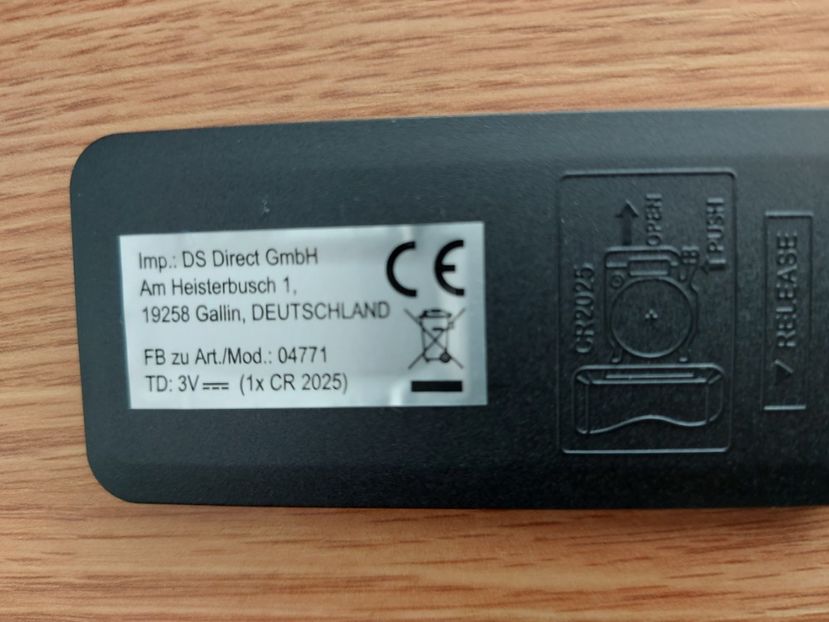 Imp.: DS Direct GmbH
Am Heisterbusch 1,
19258 Gallin, DEUTSCHLAND
FB zu Art./Mod.: 04771
TD: 3V⎓ (1x CR 2025)
CE
CR2025
OPEN
PUSH
RELEASE